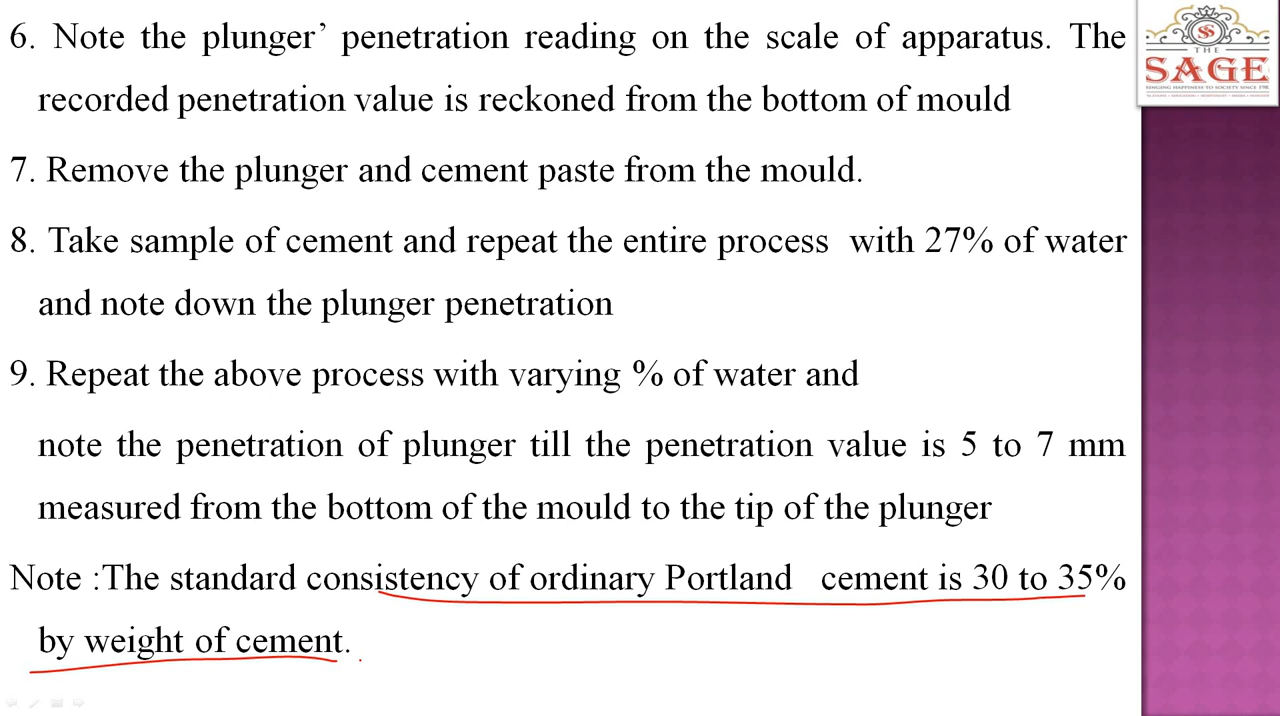 6. Note the plunger’ penetration reading on the scale of apparatus. The
recorded penetration value is reckoned from the bottom of mould
7. Remove the plunger and cement paste from the mould.
8. Take sample of cement and repeat the entire process with 27% of water
and note down the plunger penetration
9. Repeat the above process with varying % of water and
note the penetration of plunger till the penetration value is 5 to 7 mm
measured from the bottom of the mould to the tip of the plunger
Note :The standard consistency of ordinary Portland cement is 30 to 35%
by weight of cement.
THE
SAGE